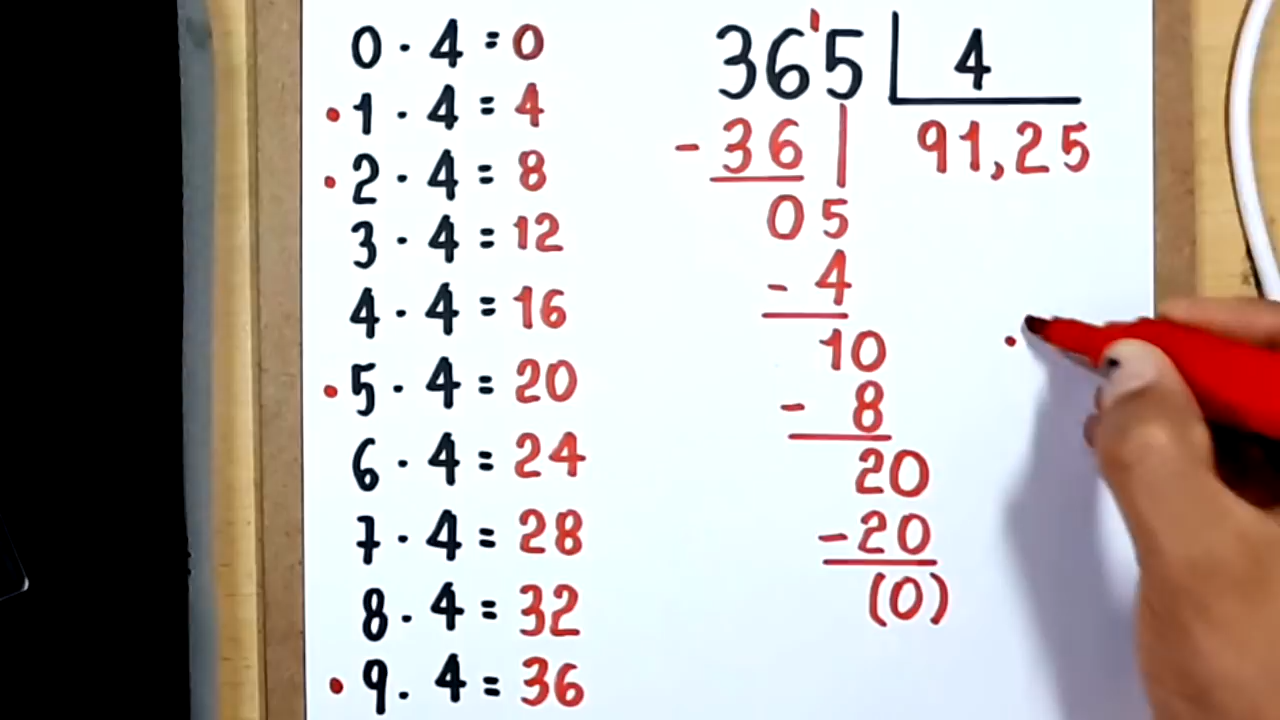 0 · 4 = 0
• 1 · 4 = 4
• 2 · 4 = 8
3 · 4 = 12
4 · 4 = 16
• 5 · 4 = 20
6 · 4 = 24
7 · 4 = 28
8 · 4 = 32
• 9 · 4 = 36
36'5 4
- 36 91,25
05
- 4
10
- 8
20
- 20
(0)